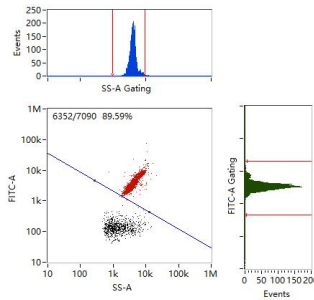 250
200
150
100
50
0
Events
SS-A Gating
1M
100k
10k
1k
100
10
FITC-A
6352/7090 89.59%
10 1k 10k 100k 1M
SS-A
FITC-A Gating
0 50 100 150 200
Events